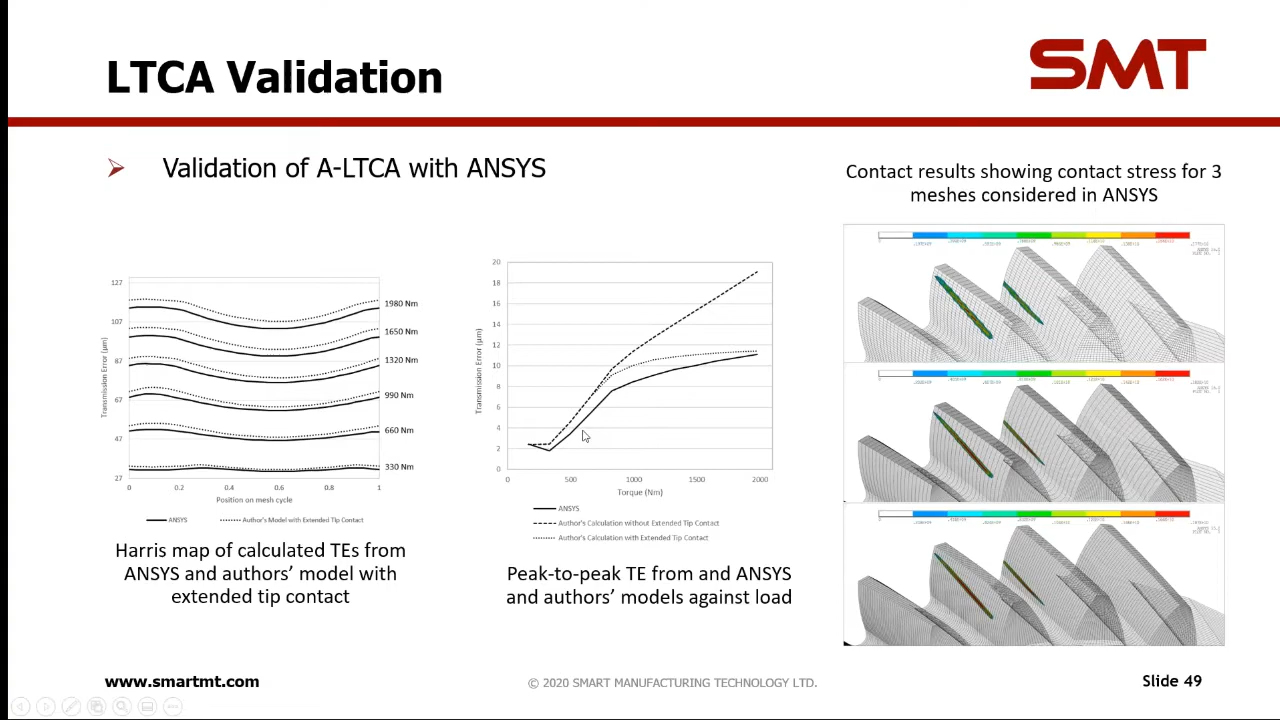 LTCA Validation
SMT
Validation of A-LTCA with ANSYS
Contact results showing contact stress for 3
meshes considered in ANSYS
127
107
87
67
47
27
Transmission Error (µm)
0
0.2
0.4
0.6
0.8
1
Position on mesh cycle
1980 Nm
1650 Nm
1320 Nm
990 Nm
660 Nm
330 Nm
ANSYS
Author's Model with Extended Tip Contact
Harris map of calculated TEs from
ANSYS and authors’ model with
extended tip contact
20
18
16
14
12
10
8
6
4
2
0
Transmission Error (µm)
0
500
1000
1500
2000
Torque (Nm)
ANSYS
Author's Calculation without Extended Tip Contact
Author's Calculation with Extended Tip Contact
Peak-to-peak TE from and ANSYS
and authors’ models against load
www.smartmt.com
© 2020 SMART MANUFACTURING TECHNOLOGY LTD.
Slide 49